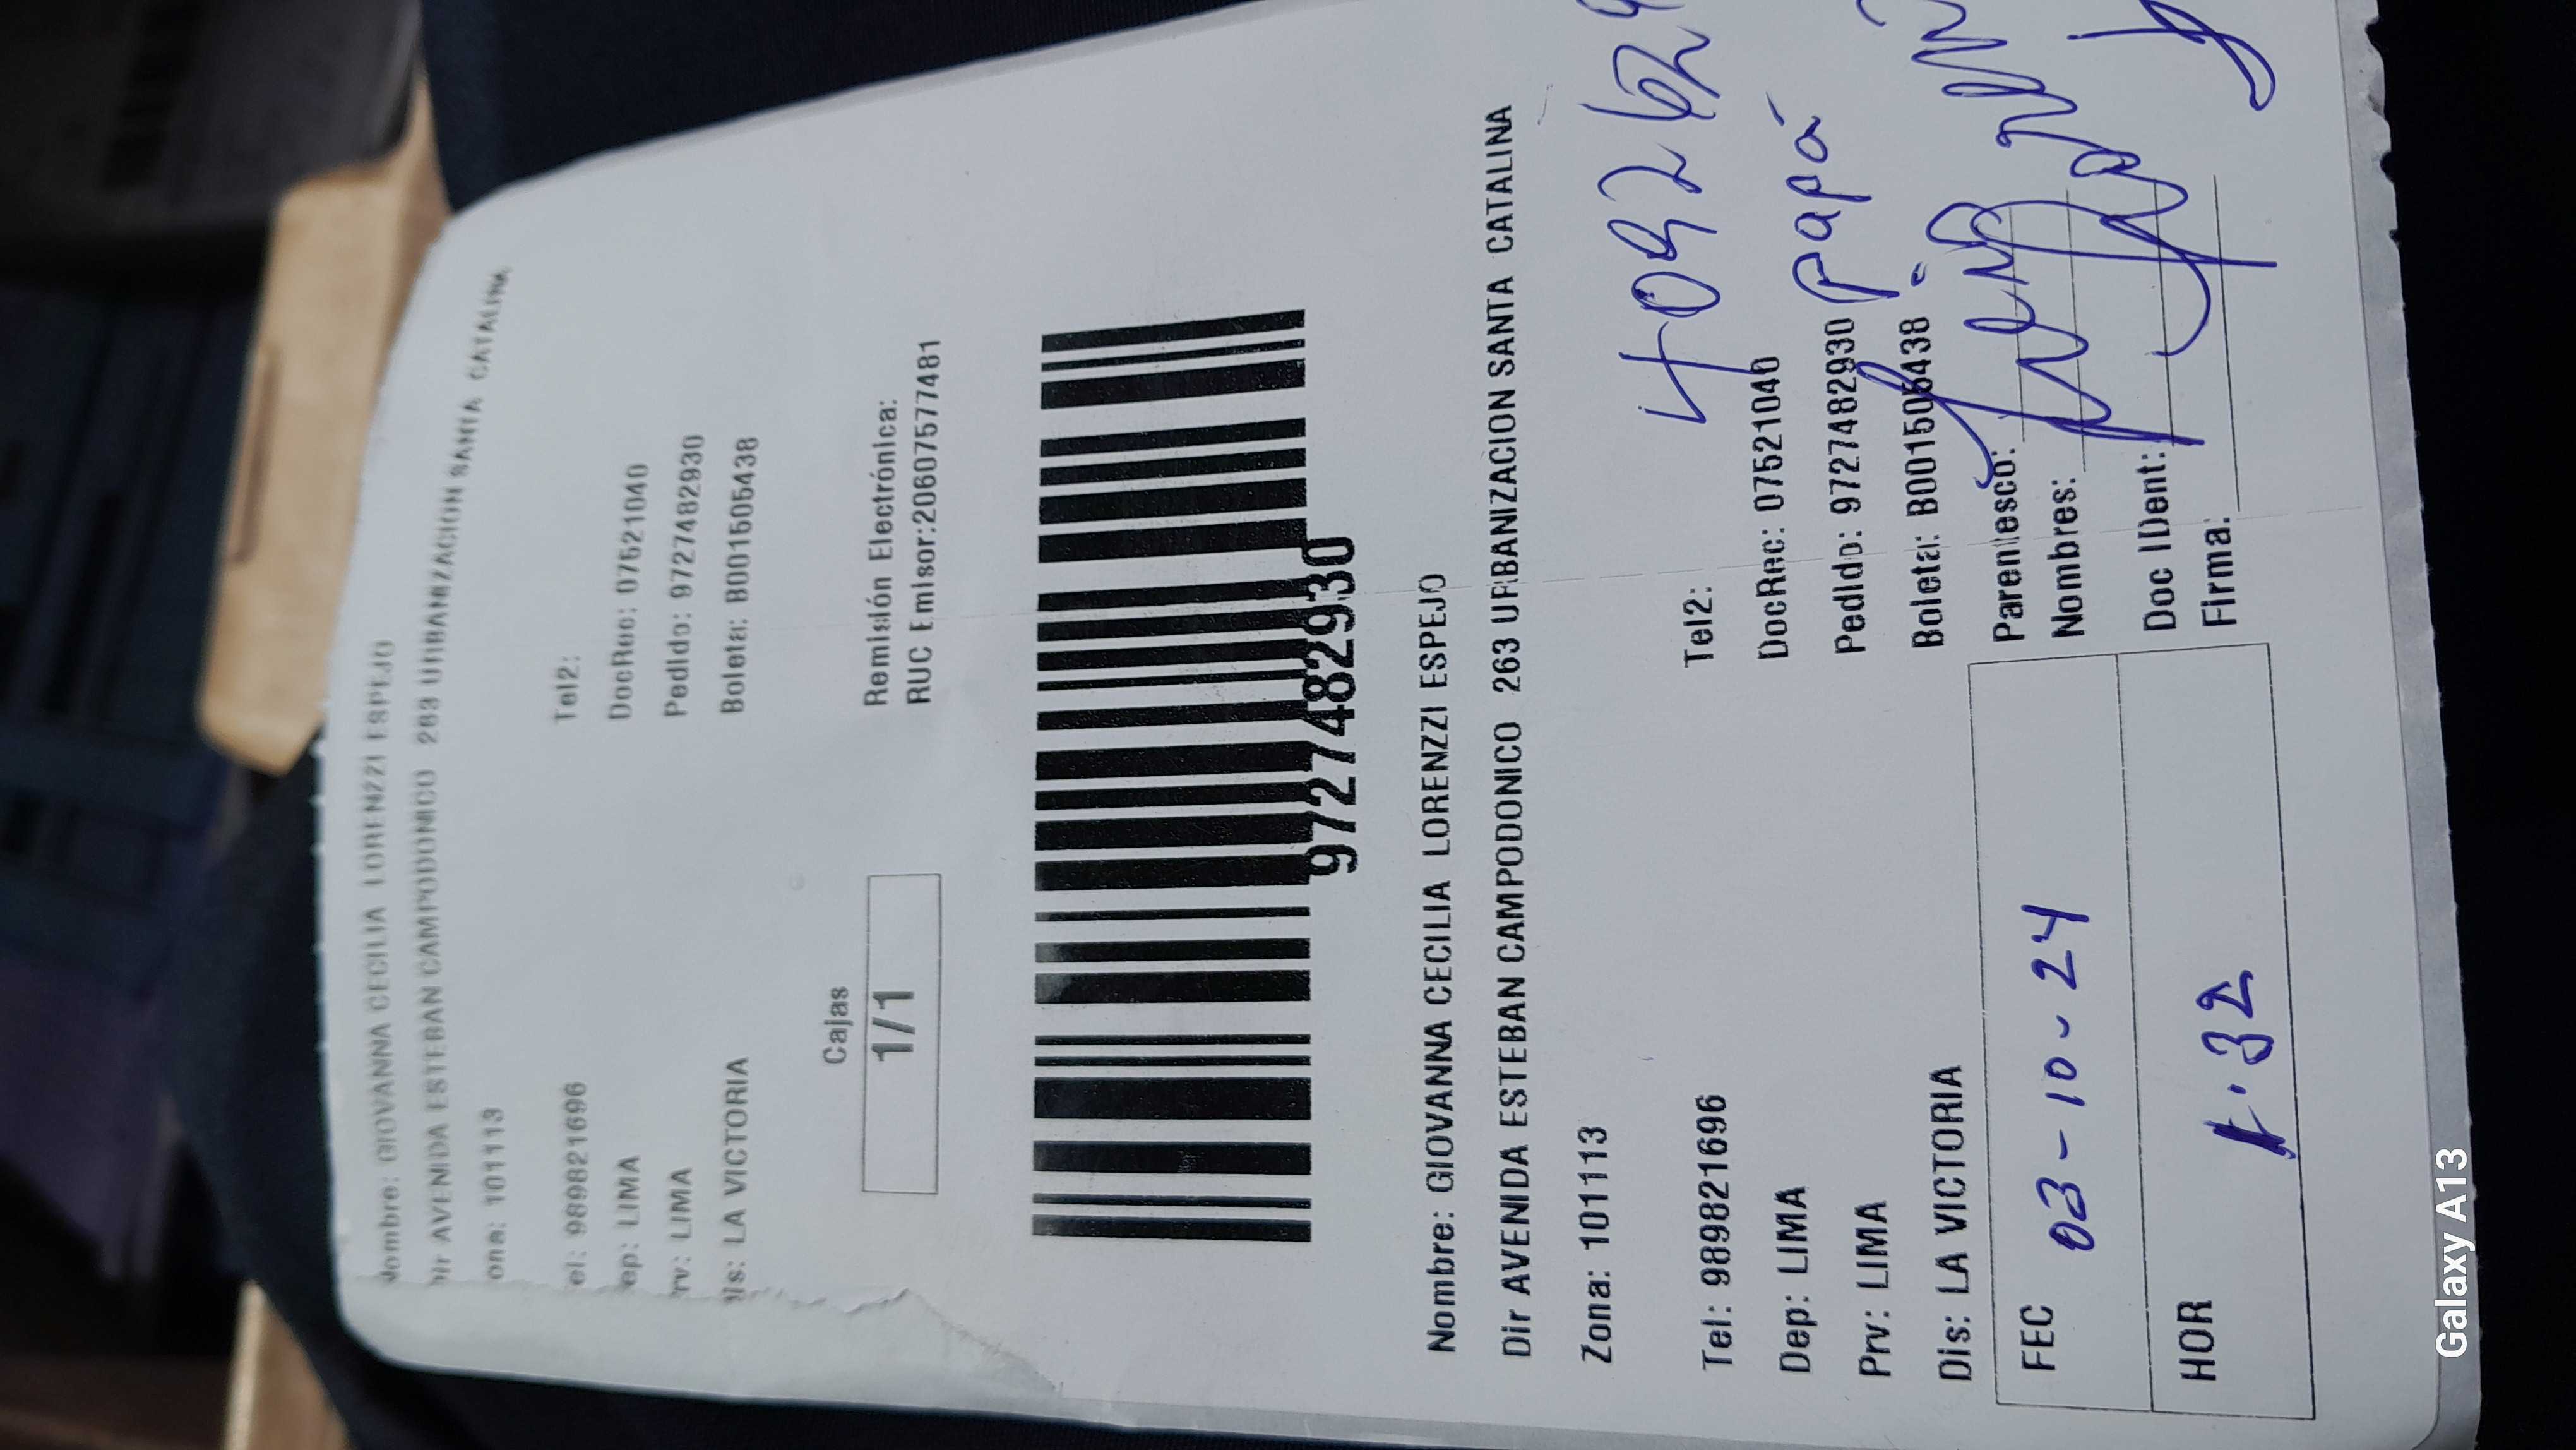 Nombre: GIOVANNA CECILIA LORENZZI ESPEJO
Dir AVENIDA ESTEBAN CAMPODONICO 263 URBANIZACION SANTA CATALINA
ona: 101113
el: 989821696 Tel2:
ep: LIMA DocRec: 07521040
rv: LIMA Pedido: 9727482930
is: LA VICTORIA Boleta: B001505438
Cajas
1/1
Remisión Electrónica:
RUC Emisor:20607577481
9727482930
Nombre: GIOVANNA CECILIA LORENZZI ESPEJO
Dir AVENIDA ESTEBAN CAMPODONICO 263 URBANIZACION SANTA CATALINA
Zona: 101113
Tel: 989821696 Tel2:
Dep: LIMA DocRec: 07521040
Prv: LIMA Pedido: 9727482930 papá
Dis: LA VICTORIA Boleta: B001505438
FEC 03-10-24
HOR 1:32
Parentesco:
Nombres:
Doc IDent:
Firma:
Galaxy A13